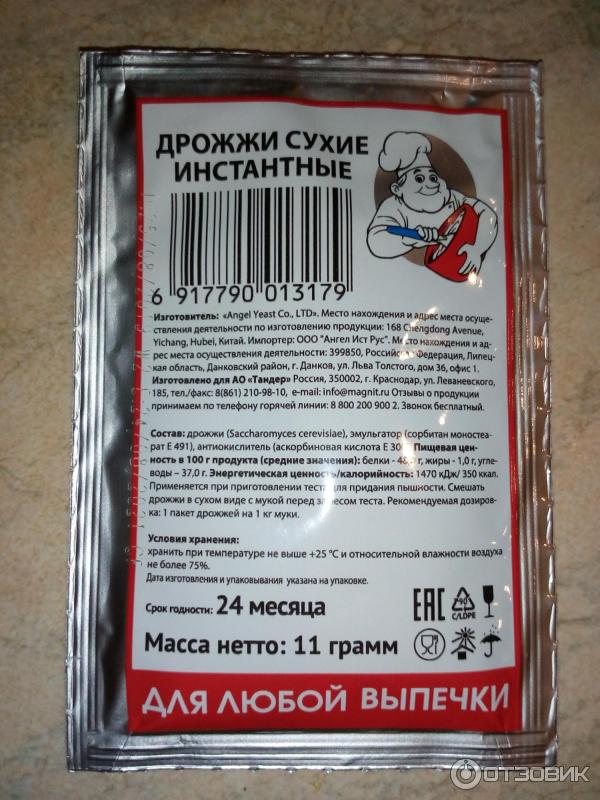 ДРОЖЖИ СУХИЕ
ИНСТАНТНЫЕ
6 917790 013179
Изготовитель: «Angel Yeast Co., LTD». Место нахождения и адрес места осуще-
ствления деятельности по изготовлению продукции: 168 Chengdong Avenue,
Yichang, Hubei, Китай. Импортер: ООО "Ангел Ист Рус". Место нахождения и ад-
рес места осуществления деятельности: 399850, Российская Федерация, Липец-
кая область, Данковский район, г. Данков, ул. Льва Толстого, дом 36, офис 1.
Изготовлено для АО «Тандер» Россия, 350002, г. Краснодар, ул. Леваневского,
185, тел./факс: 8(861) 210-98-10, e-mail: info@magnit.ru Отзывы о продукции
принимаем по телефону горячей линии: 8 800 200 900 2. Звонок бесплатный.
Состав: дрожжи (Saccharomyces cerevisiae), эмульгатор (сорбитан моностеа-
рат Е 491), антиокислитель (аскорбиновая кислота Е 300). Пищевая цен-
ность в 100 г продукта (средние значения): белки - г, жиры - 1,0 г, угле-
воды – 37,0 г. Энергетическая ценность/калорийность: 1470 кДж/ 350 ккал.
Применяется при приготовлении теста для придания пышности. Смешать
дрожжи в сухом виде с мукой перед замесом теста. Рекомендуемая дозиров-
ка: 1 пакет дрожжей на 1 кг муки.
Условия хранения:
хранить при температуре не выше +25 °С и относительной влажности воздуха
не более 75%.
Дата изготовления и упаковывания указана на упаковке.
Срок годности: 24 месяца
Масса нетто: 11 грамм
EAC
90
C/LDPE
ДЛЯ ЛЮБОЙ ВЫПЕЧКИ
ОТЗОВИК